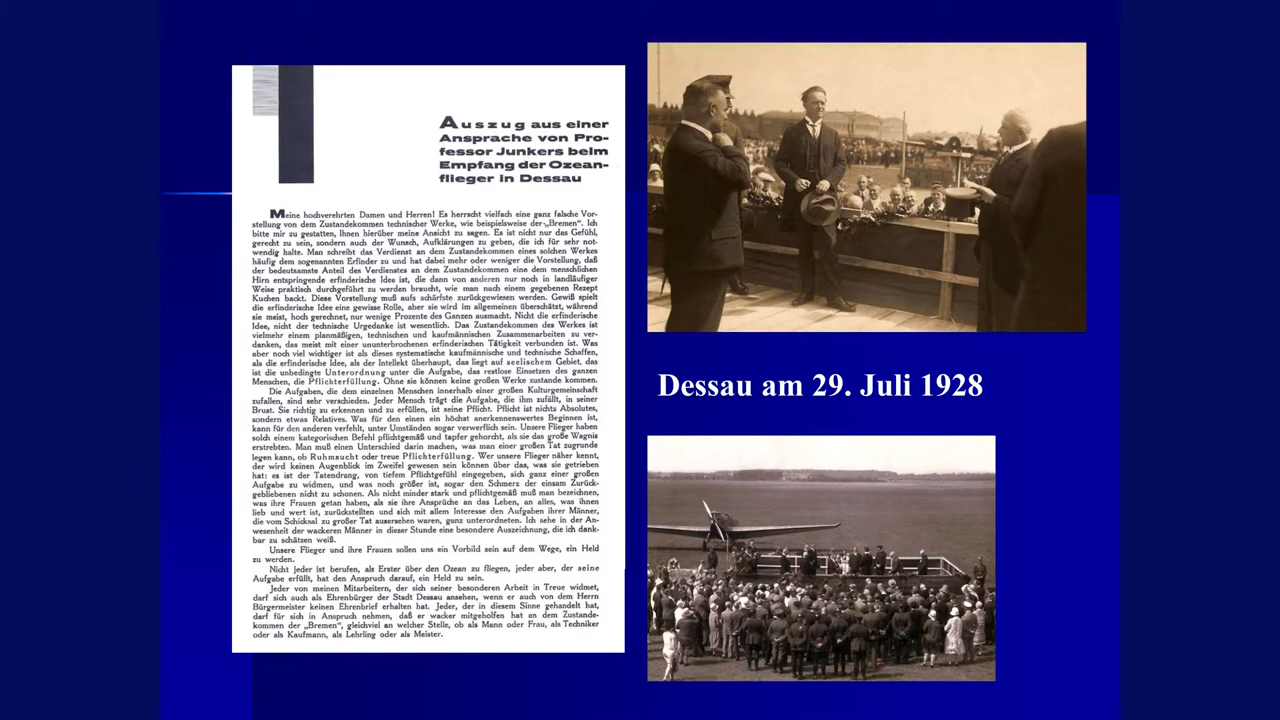 Auszug aus einer
Ansprache von Pro-
fessor Junkers beim
Empfang der Ozean-
flieger in Dessau
Meine hochverehrten Damen und Herren! Es herrscht vielfach eine ganz falsche Vor-
stellung von dem Zustandekommen technischer Werke, wie beispielsweise der „Bremen“. Ich
bitte mir zu gestatten, Ihnen hierüber meine Ansicht zu sagen. Es ist nicht nur das Gefühl,
gerecht zu sein, sondern auch der Wunsch, Aufklärungen zu geben, die ich für sehr not-
wendig halte. Man schreibt das Verdienst an dem Zustandekommen eines solchen Werkes
häufig dem sogenannten Erfinder zu und hat dabei mehr oder weniger die Vorstellung, daß
der bedeutsamste Anteil des Verdienstes an dem Zustandekommen eine dem menschlichen
Hirn entspringende erfinderische Idee ist, die dann von anderen nur noch in landläufiger
Weise praktisch durchgeführt zu werden braucht, wie man nach einem gegebenen Rezept
Kuchen backt. Diese Vorstellung muß aufs schärfste zurückgewiesen werden. Gewiß spielt
die erfinderische Idee eine gewisse Rolle, aber sie wird im allgemeinen überschätzt, während
sie meist, hoch gerechnet, nur wenige Prozente des Ganzen ausmacht. Nicht die erfinderische
Idee, nicht der technische Urgedanke ist wesentlich. Das Zustandekommen des Werkes ist
vielmehr einem planmäßigen, technischen und kaufmännischen Zusammenarbeiten zu ver-
danken, das meist mit einer ununterbrochenen erfinderischen Tätigkeit verbunden ist. Was
aber noch viel wichtiger ist als dieses systematische kaufmännische und technische Schaffen,
als die erfinderische Idee, als der Intellekt überhaupt, das liegt auf seelischem Gebiet, das
ist die unbedingte Unterordnung unter die Aufgabe, das restlose Einsetzen des ganzen
Menschen, die Pflichterfüllung. Ohne sie können keine großen Werke zustande kommen.
Die Aufgaben, die dem einzelnen Menschen innerhalb einer großen Kulturgemeinschaft
zufallen, sind sehr verschieden. Jeder Mensch trägt die Aufgabe, die ihm zufällt, in seiner
Brust. Sie richtig zu erkennen und zu erfüllen, ist seine Pflicht. Pflicht ist nichts Absolutes,
sondern etwas Relatives. Was für den einen ein höchst anerkennenswertes Beginnen ist,
kann für den anderen verfehlt, unter Umständen sogar verwerflich sein. Unsere Flieger haben
solch einem kategorischen Befehl pflichtgemäß und tapfer gehorcht, als sie das große Wagnis
erstrebten. Man muß einen Unterschied darin machen, was man einer großen Tat zugrunde
legen kann, ob Ruhmsucht oder treue Pflichterfüllung. Wer unsere Flieger näher kennt,
der wird keinen Augenblick im Zweifel gewesen sein können über das, was sie getrieben
hat: es ist der Tatendrang, von tiefem Pflichtgefühl eingegeben, sich ganz einer großen
Aufgabe zu widmen, und was noch größer ist, sogar den Schmerz der einsam Zurück-
gebliebenen nicht zu schonen. Als nicht minder stark und pflichtgemäß muß man bezeichnen,
was ihre Frauen getan haben, als sie ihre Ansprüche an das Leben, an alles, was ihnen
lieb und wert ist, zurückstellten und sich mit allem Interesse den Aufgaben ihrer Männer,
die vom Schicksal zu großer Tat ausersehen waren, ganz unterordneten. Ich sehe in der An-
wesenheit der wackeren Männer in dieser Stunde eine besondere Auszeichnung, die ich dank-
bar zu schätzen weiß.
Unsere Flieger und ihre Frauen sollen uns ein Vorbild sein auf dem Wege, ein Held
zu werden.
Nicht jeder ist berufen, als Erster über den Ozean zu fliegen, jeder aber, der seine
Aufgabe erfüllt, hat den Anspruch darauf, ein Held zu sein.
Jeder von meinen Mitarbeitern, der sich seiner besonderen Arbeit in Treue widmet,
darf sich auch als Ehrenbürger der Stadt Dessau ansehen, wenn er auch von dem Herrn
Bürgermeister keinen Ehrenbrief erhalten hat. Jeder, der in diesem Sinne gehandelt hat,
darf für sich in Anspruch nehmen, daß er wacker mitgeholfen hat an dem Zustande-
kommen der „Bremen“, gleichviel an welcher Stelle, ob als Mann oder Frau, als Techniker
oder als Kaufmann, als Lehrling oder als Meister.
Dessau am 29. Juli 1928